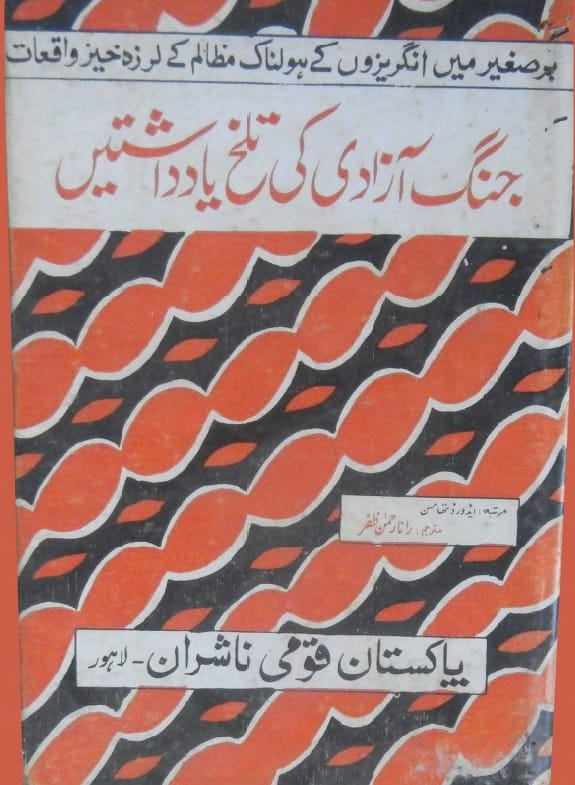 برصغیر میں انگریزوں کے ہولناک مظالم کے لرزہ خیز واقعات
جنگ آزادی کی تلخ یادداشتیں
مرتبہ : ایڈورڈ تھامسن
مترجم : رانا رحمٰن ظفر
پاکستان قومی ناشران - لاہور